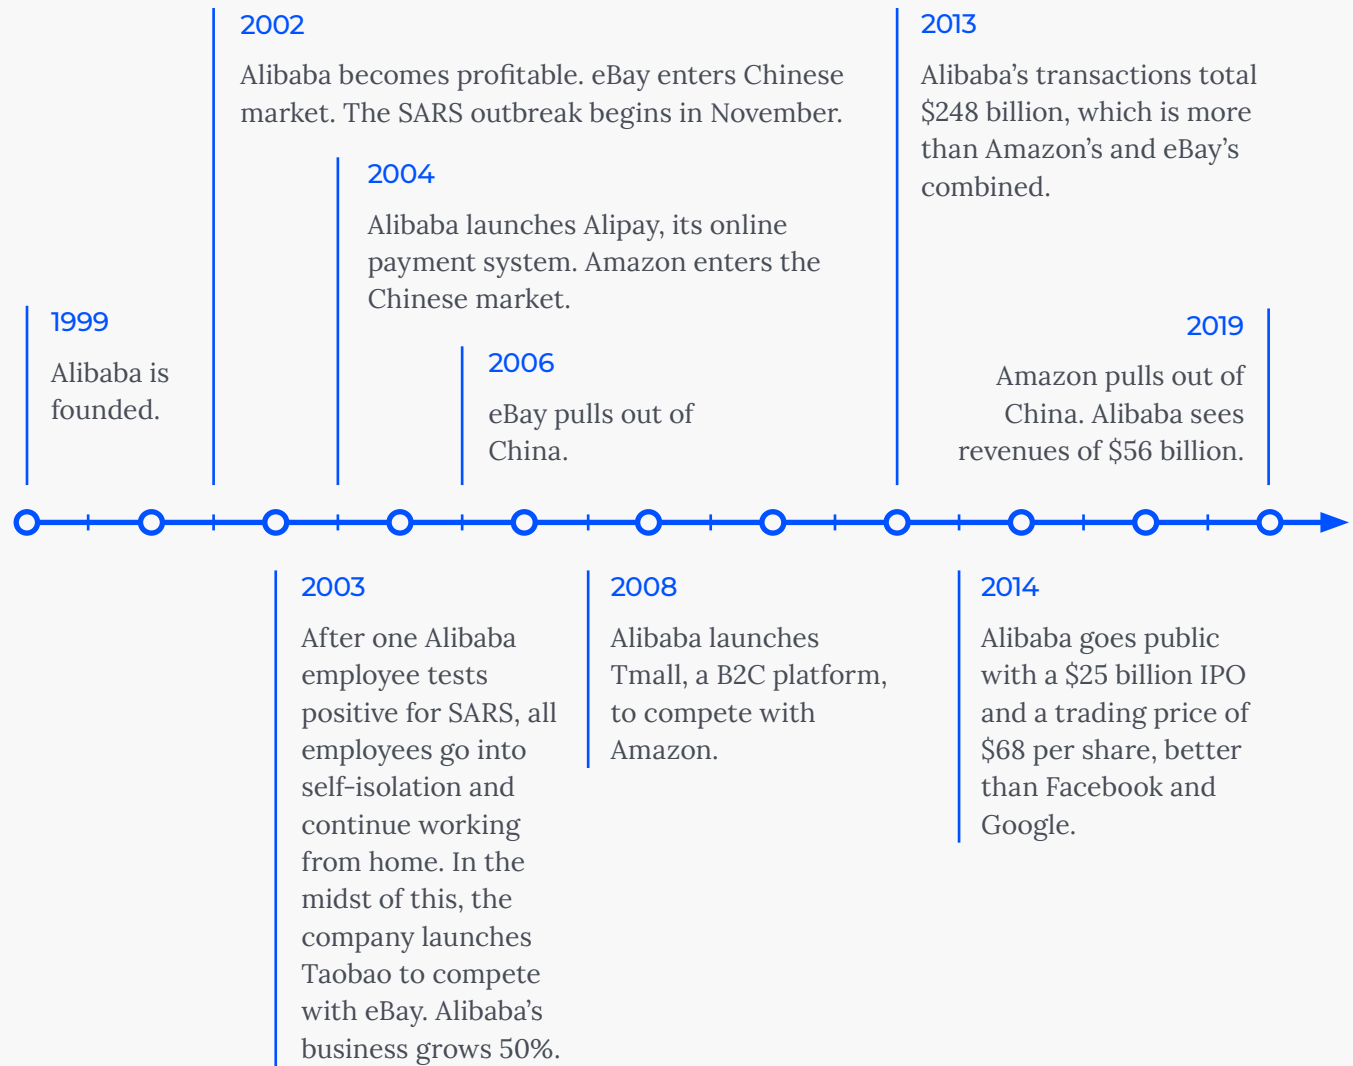 2002
Alibaba becomes profitable. eBay enters Chinese
market. The SARS outbreak begins in November.
2013
Alibaba’s transactions total
$248 billion, which is more
than Amazon’s and eBay’s
combined.
2004
Alibaba launches Alipay, its online
payment system. Amazon enters the
Chinese market.
1999
Alibaba is
founded.
2006
eBay pulls out of
China.
2019
Amazon pulls out of
China. Alibaba sees
revenues of $56 billion.
2003
After one Alibaba
employee tests
positive for SARS, all
employees go into
self-isolation and
continue working
from home. In the
midst of this, the
company launches
Taobao to compete
with eBay. Alibaba’s
business grows 50%.
2008
Alibaba launches
Tmall, a B2C platform,
to compete with
Amazon.
2014
Alibaba goes public
with a $25 billion IPO
and a trading price of
$68 per share, better
than Facebook and
Google.